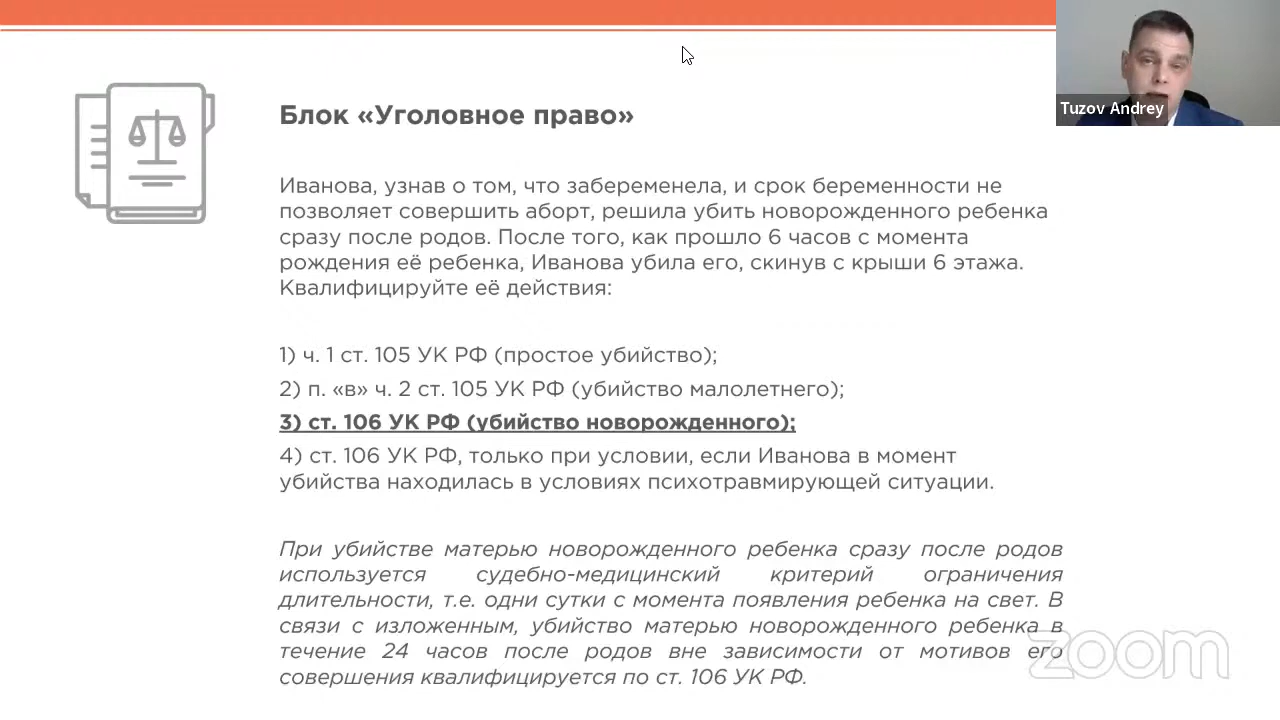 Tuzov Andrey
Блок «Уголовное право»
Иванова, узнав о том, что забеременела, и срок беременности не
позволяет совершить аборт, решила убить новорожденного ребенка
сразу после родов. После того, как прошло 6 часов с момента
рождения её ребенка, Иванова убила его, скинув с крыши 6 этажа.
Квалифицируйте её действия:
1) ч. 1 ст. 105 УК РФ (простое убийство);
2) п. «в» ч. 2 ст. 105 УК РФ (убийство малолетнего);
3) ст. 106 УК РФ (убийство новорожденного);
4) ст. 106 УК РФ, только при условии, если Иванова в момент
убийства находилась в условиях психотравмирующей ситуации.
При убийстве матерью новорожденного ребенка сразу после родов
используется судебно-медицинский критерий ограничения
длительности, т.е. одни сутки с момента появления ребенка на свет. В
связи с изложенным, убийство матерью новорожденного ребенка в
течение 24 часов после родов вне зависимости от мотивов его
совершения квалифицируется по ст. 106 УК РФ.
zoom